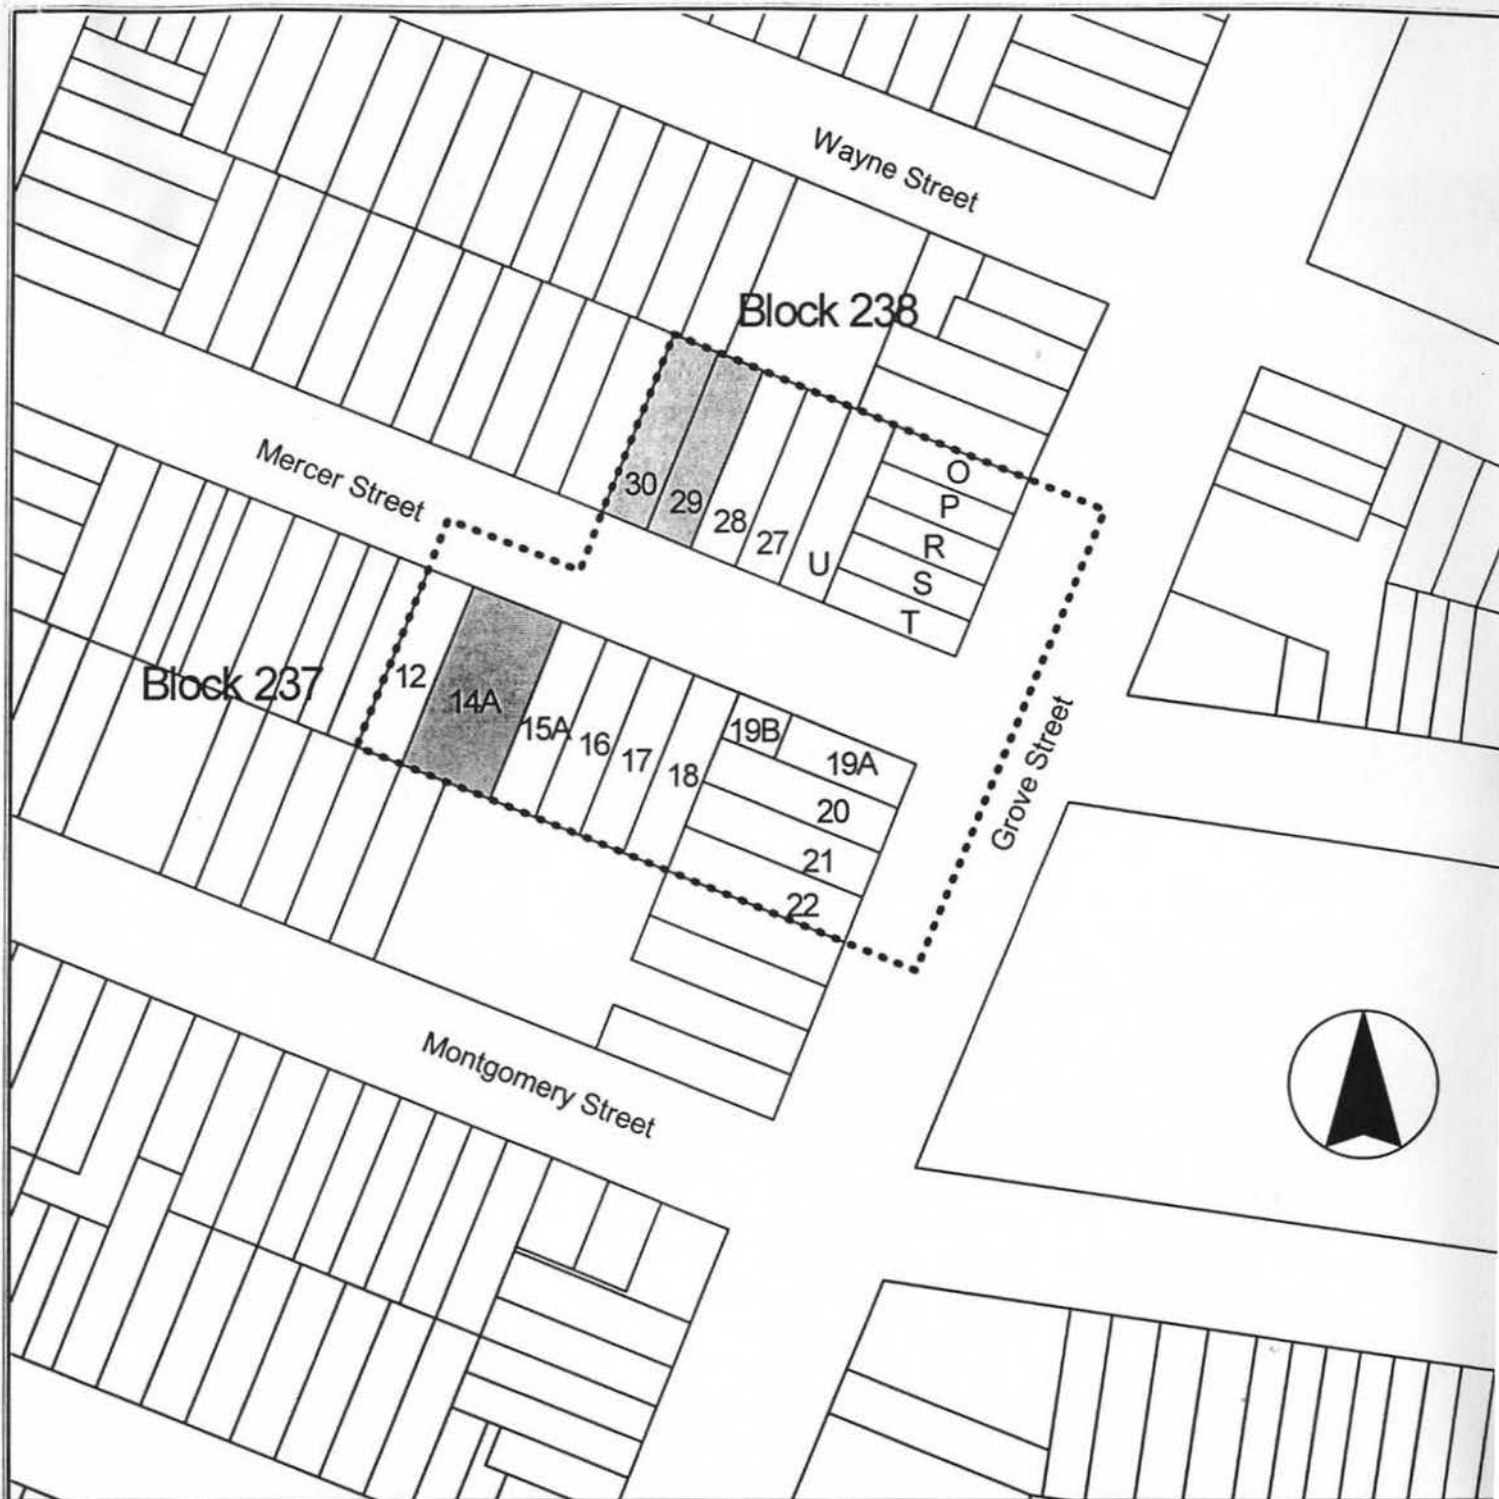 Wayne Street
Block 238
Mercer Street
30
29
28
27
U
O
P
R
S
T
Block 237
12
14A
15A
16
17
18
19B
19A
20
21
22
Grove Street
Montgomery Street